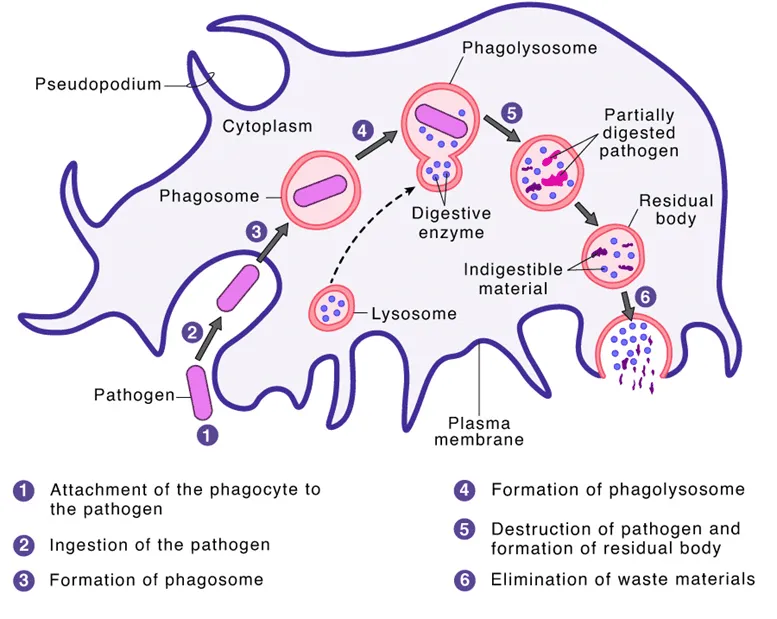 Phagolysosome
Pseudopodium
Cytoplasm
4
5
Partially
digested
pathogen
Phagosome
Digestive
enzyme
Residual
body
3
Indigestible
material
Lysosome
6
2
Pathogen
1
Plasma
membrane
1 Attachment of the phagocyte to
the pathogen
2 Ingestion of the pathogen
3 Formation of phagosome
4 Formation of phagolysosome
5 Destruction of pathogen and
formation of residual body
6 Elimination of waste materials